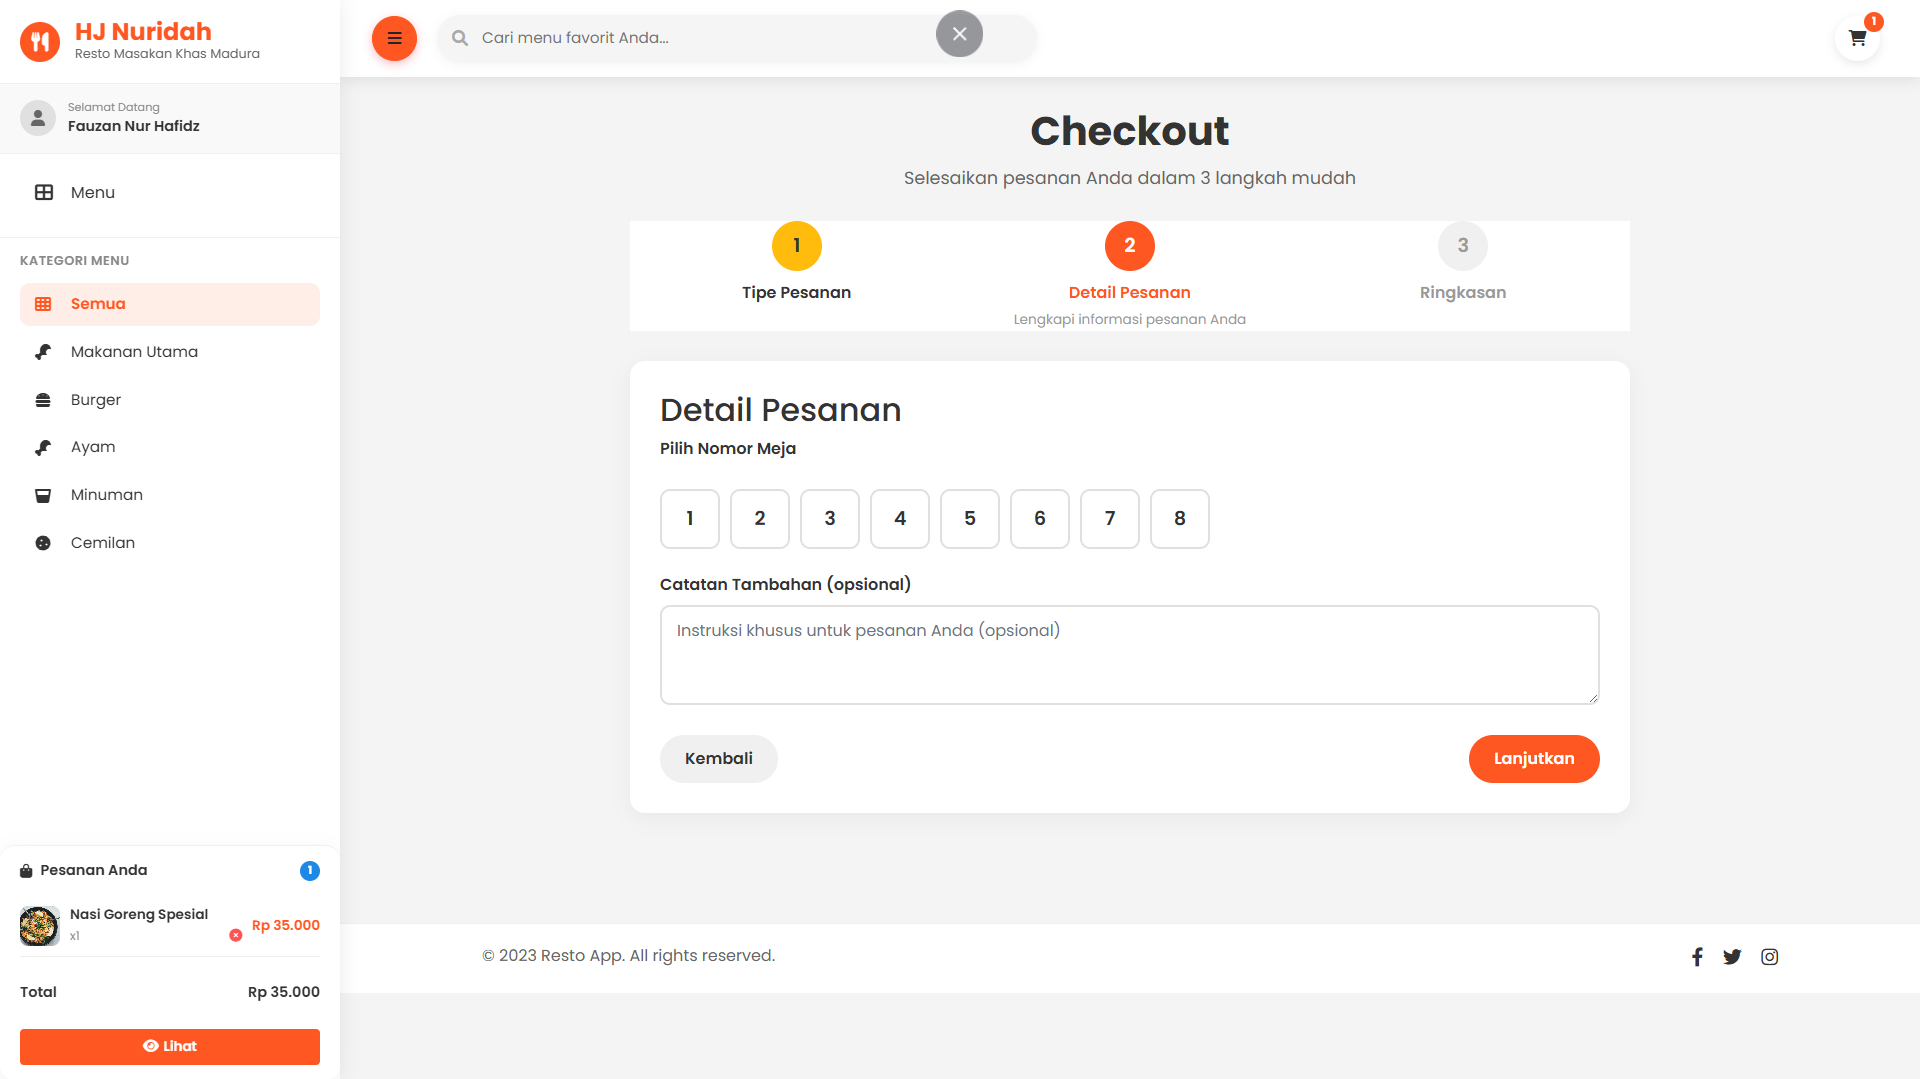 HJ Nuridah
Resto Masakan Khas Madura
Selamat Datang
Fauzan Nur Hafidz
Menu
KATEGORI MENU
Semua
Makanan Utama
Burger
Ayam
Minuman
Cemilan
Pesanan Anda
1
Nasi Goreng Spesial
x1
Rp 35.000
Total
Rp 35.000
Lihat
Cari menu favorit Anda...
1
Checkout
Selesaikan pesanan Anda dalam 3 langkah mudah
1
Tipe Pesanan
2
Detail Pesanan
Lengkapi informasi pesanan Anda
3
Ringkasan
Detail Pesanan
Pilih Nomor Meja
1 2 3 4 5 6 7 8
Catatan Tambahan (opsional)
Instruksi khusus untuk pesanan Anda (opsional)
Kembali
Lanjutkan
© 2023 Resto App. All rights reserved.